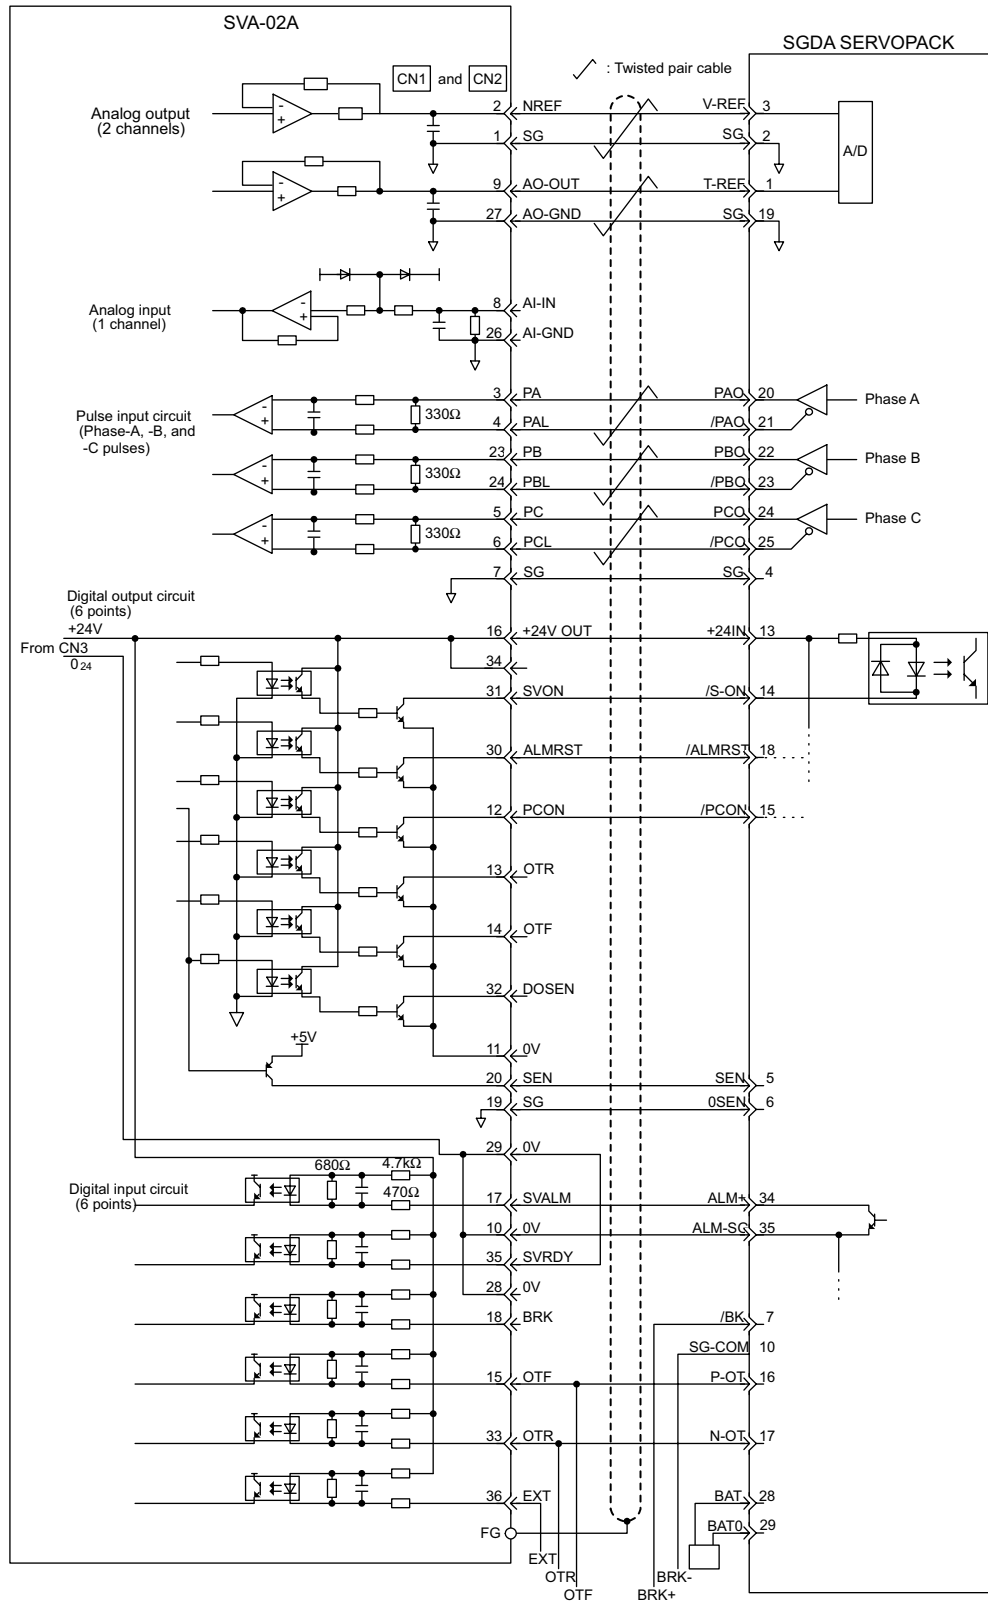 SVA-02A
SGDA SERVOPACK
CN1 and CN2
: Twisted pair cable
Analog output
(2 channels)
2 NREF V-REF 3
1 SG SG 2
A/D
9 AO-OUT T-REF 1
27 AO-GND SG 19
Analog input
(1 channel)
8 AI-IN
26 AI-GND
Pulse input circuit
(Phase-A, -B, and
-C pulses)
3 PA PAO 20 Phase A
330Ω
4 PAL /PAO 21
23 PB PBO 22 Phase B
330Ω
24 PBL /PBO 23
5 PC PCO 24 Phase C
330Ω
6 PCL /PCO 25
7 SG SG 4
Digital output circuit
(6 points)
+24V
From CN3
0 24
16 +24V OUT +24IN 13
34
31 SVON /S-ON 14
30 ALMRST /ALMRST 18
12 PCON /PCON 15
13 OTR
14 OTF
32 DOSEN
+5V
11 0V
20 SEN SEN 5
19 SG 0SEN 6
29 0V
680Ω 4.7kΩ
Digital input circuit
(6 points)
470Ω
17 SVALM ALM+ 34
10 0V ALM-SG 35
35 SVRDY
28 0V
18 BRK /BK 7
SG-COM 10
15 OTF P-OT 16
33 OTR N-OT 17
36 EXT BAT 28
FG BAT0 29
EXT
OTR
OTF
BRK-
BRK+